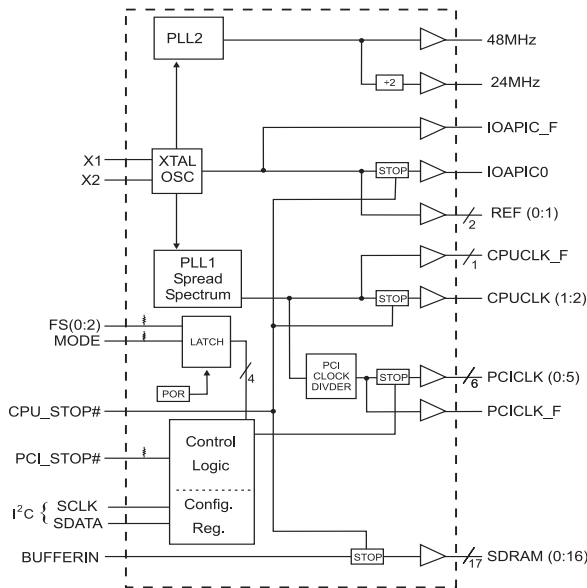 PLL2
48MHz
÷2
24MHz
IOAPIC_F
X1
X2
XTAL
OSC
STOP
IOAPIC0
REF (0:1)
2
PLL1
Spread
Spectrum
CPUCLK_F
1
STOP
CPUCLK (1:2)
FS(0:2)
MODE
LATCH
4
POR
PCI
CLOCK
DIVDER
STOP
PCICLK (0:5)
6
PCICLK_F
CPU_STOP#
PCI_STOP#
Control
Logic
I²C { SCLK
SDATA
Config.
Reg.
BUFFERIN
STOP
SDRAM (0:16)
17